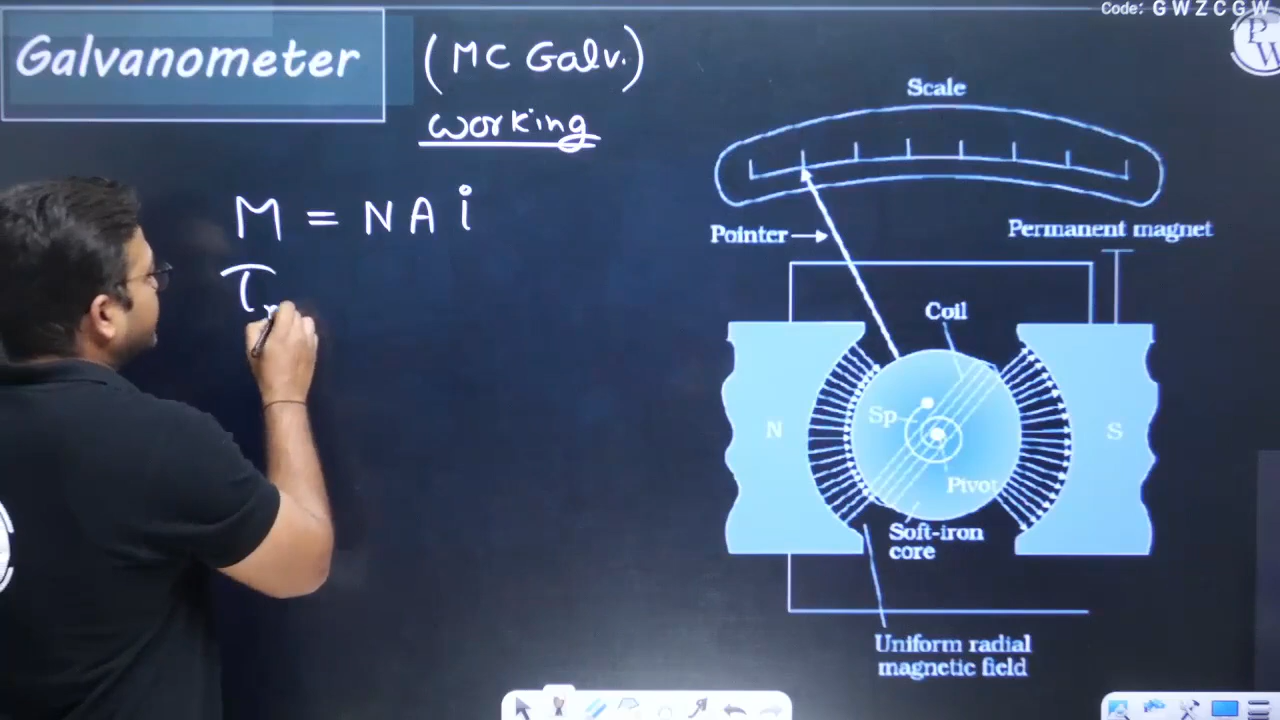 Code: G W Z C G W
P
W
Galvanometer (MC Galv.)
working
M = N A i
τ
Scale
Pointer
Permanent magnet
Coil
N
Sp
S
Pivot
Soft-iron
core
Uniform radial
magnetic field